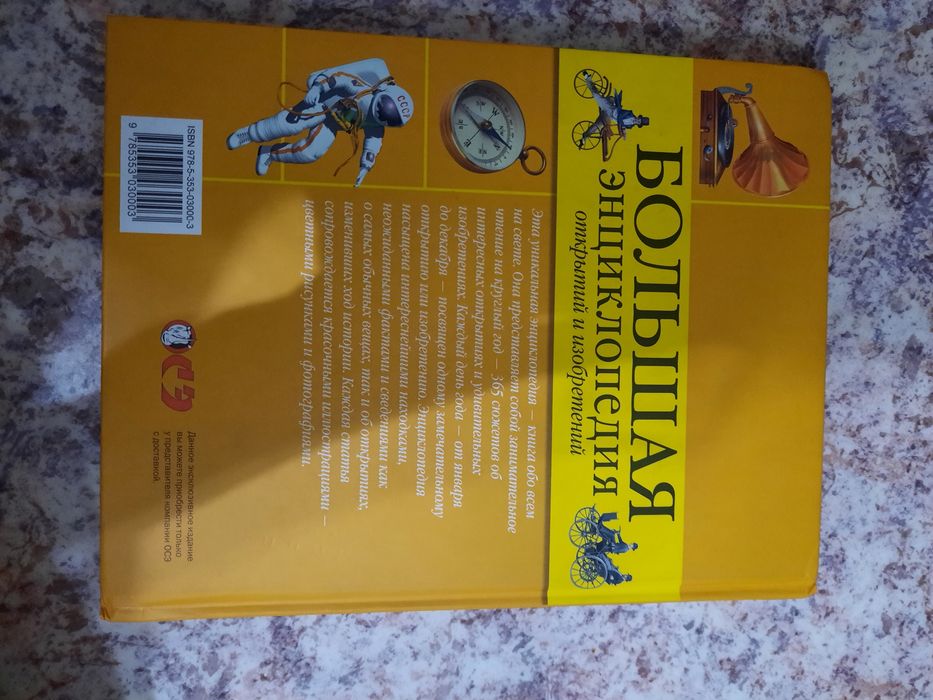 БОЛЬШАЯ
ЭНЦИКЛОПЕДИЯ
открытий и изобретений
СССР
Эта уникальная энциклопедия – книга обо всем
на свете. Она представляет собой занимательное
чтение на круглый год – 365 сюжетов об
интересных открытиях и удивительных
изобретениях. Каждый день года – от января
до декабря – посвящен одному замечательному
открытию или изобретению. Энциклопедия
насыщена интереснейшими находками,
неожиданными фактами и сведениями как
о самых обычных вещах, так и об открытиях,
изменивших ход истории. Каждая статья
сопровождается красочными иллюстрациями –
цветными рисунками и фотографиями.
ISBN 978-5-353-03000-3
9 785353 030003
ОСЭ
Данное эксклюзивное издание
вы можете приобрести только
у представителя компании ОСЭ
с доставкой.